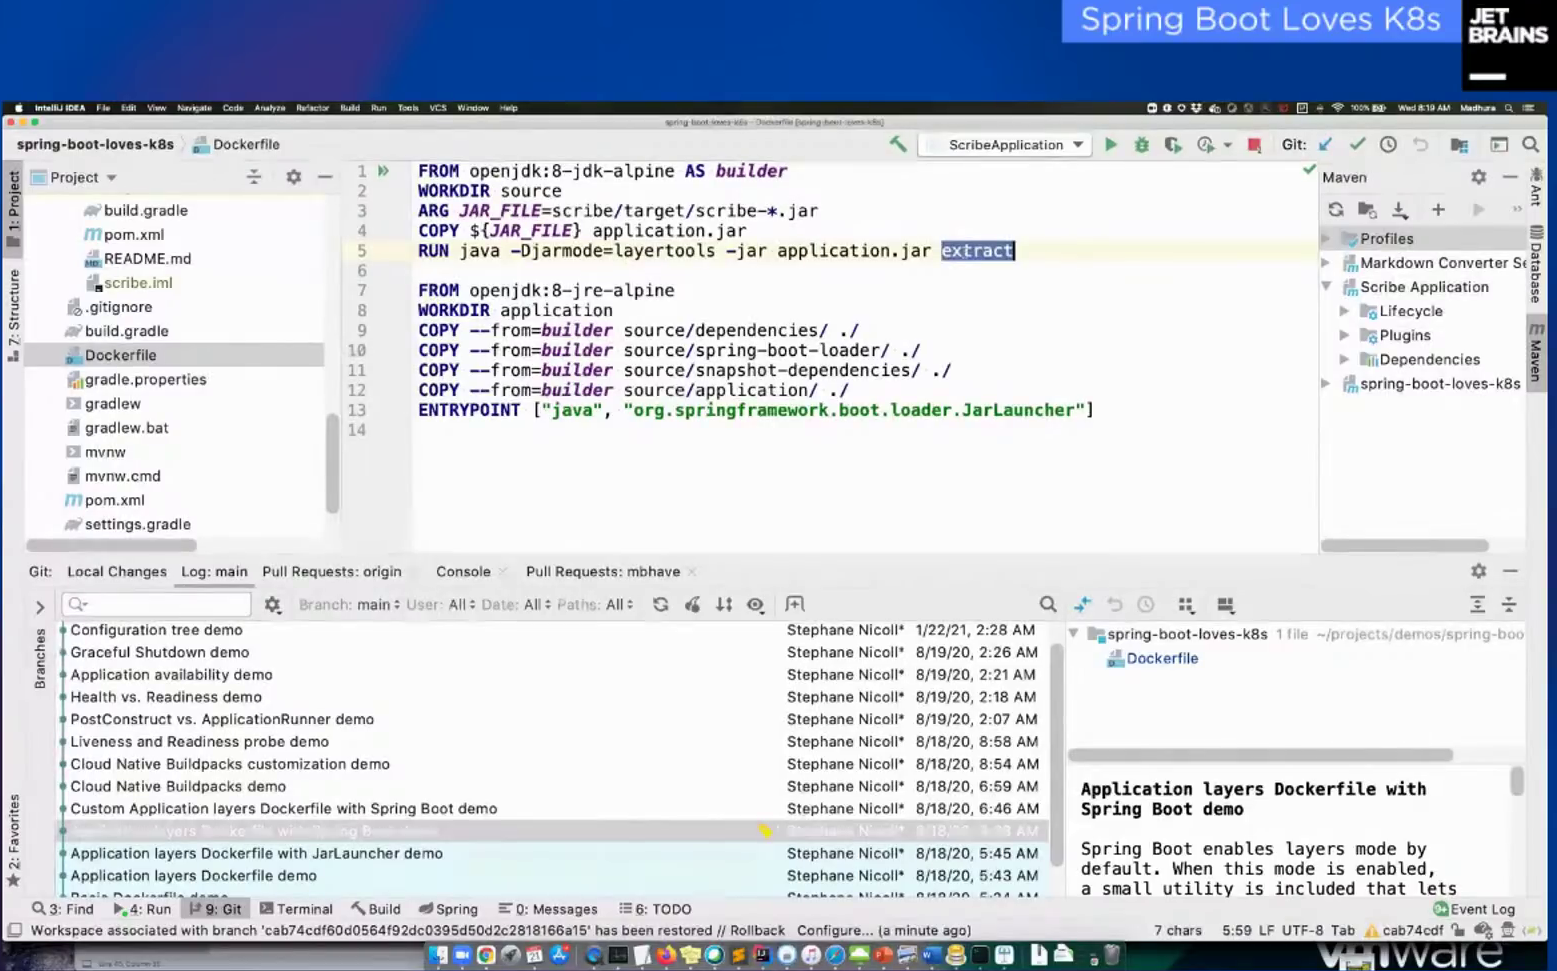 Spring Boot Loves K8s
JET
BRAINS
IntelliJ IDEA File Edit View Navigate Code Analyze Refactor Build Run Tools VCS Window Help
100% Wed 8:19 AM Madhura
spring-boot-loves-k8s – Dockerfile [spring-boot-loves-k8s]
spring-boot-loves-k8s Dockerfile
ScribeApplication
Git:
1: Project
7: Structure
2: Favorites
Project
build.gradle
pom.xml
README.md
scribe.iml
.gitignore
build.gradle
Dockerfile
gradle.properties
gradlew
gradlew.bat
mvnw
mvnw.cmd
pom.xml
settings.gradle
1 FROM openjdk:8-jdk-alpine AS builder
2 WORKDIR source
3 ARG JAR_FILE=scribe/target/scribe-*.jar
4 COPY ${JAR_FILE} application.jar
5 RUN java -Djarmode=layertools -jar application.jar extract
6
7 FROM openjdk:8-jre-alpine
8 WORKDIR application
9 COPY --from=builder source/dependencies/ ./
10 COPY --from=builder source/spring-boot-loader/ ./
11 COPY --from=builder source/snapshot-dependencies/ ./
12 COPY --from=builder source/application/ ./
13 ENTRYPOINT ["java", "org.springframework.boot.loader.JarLauncher"]
14
Maven
Profiles
Markdown Converter Se
Scribe Application
Lifecycle
Plugins
Dependencies
spring-boot-loves-k8s
Ant
Database
Maven
Git: Local Changes Log: main Pull Requests: origin Console Pull Requests: mbhave
Branch: main User: All Date: All Paths: All
Branches
Configuration tree demo Stephane Nicoll* 1/22/21, 2:28 AM
Graceful Shutdown demo Stephane Nicoll* 8/19/20, 2:26 AM
Application availability demo Stephane Nicoll* 8/19/20, 2:21 AM
Health vs. Readiness demo Stephane Nicoll* 8/19/20, 2:18 AM
PostConstruct vs. ApplicationRunner demo Stephane Nicoll* 8/19/20, 2:07 AM
Liveness and Readiness probe demo Stephane Nicoll* 8/18/20, 8:58 AM
Cloud Native Buildpacks customization demo Stephane Nicoll* 8/18/20, 8:54 AM
Cloud Native Buildpacks demo Stephane Nicoll* 8/18/20, 6:59 AM
Custom Application layers Dockerfile with Spring Boot demo Stephane Nicoll* 8/18/20, 6:46 AM
Application layers Dockerfile with Spring Boot demo Stephane Nicoll*
Application layers Dockerfile with JarLauncher demo Stephane Nicoll* 8/18/20, 5:45 AM
Application layers Dockerfile demo Stephane Nicoll* 8/18/20, 5:43 AM
spring-boot-loves-k8s 1 file ~/projects/demos/spring-boo
Dockerfile
Application layers Dockerfile with
Spring Boot demo
Spring Boot enables layers mode by
default. When this mode is enabled,
a small utility is included that lets
3: Find 4: Run 9: Git Terminal Build Spring 0: Messages 6: TODO Event Log
Workspace associated with branch 'cab74cdf60d0564f92dc0395d50d2c2818166a15' has been restored // Rollback Configure... (a minute ago) 7 chars 5:59 LF UTF-8 Tab cab74cdf
vmware